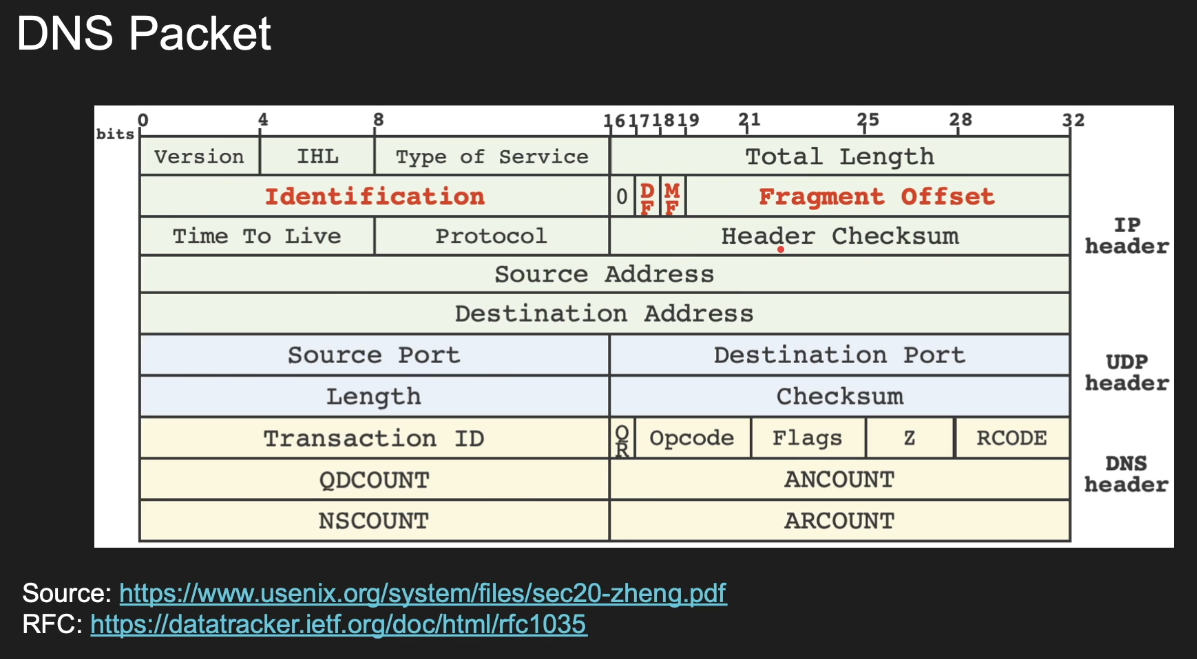 DNS Packet
bits 0 4 8 16 17 18 19 21 25 28 32
Version IHL Type of Service Total Length
Identification 0 DF MF Fragment Offset
Time To Live Protocol Header Checksum
IP header
Source Address
Destination Address
Source Port Destination Port
UDP header
Length Checksum
Transaction ID QR Opcode Flags Z RCODE
DNS header
QDCOUNT ANCOUNT
NSCOUNT ARCOUNT
Source: https://www.usenix.org/system/files/sec20-zheng.pdf
RFC: https://datatracker.ietf.org/doc/html/rfc1035